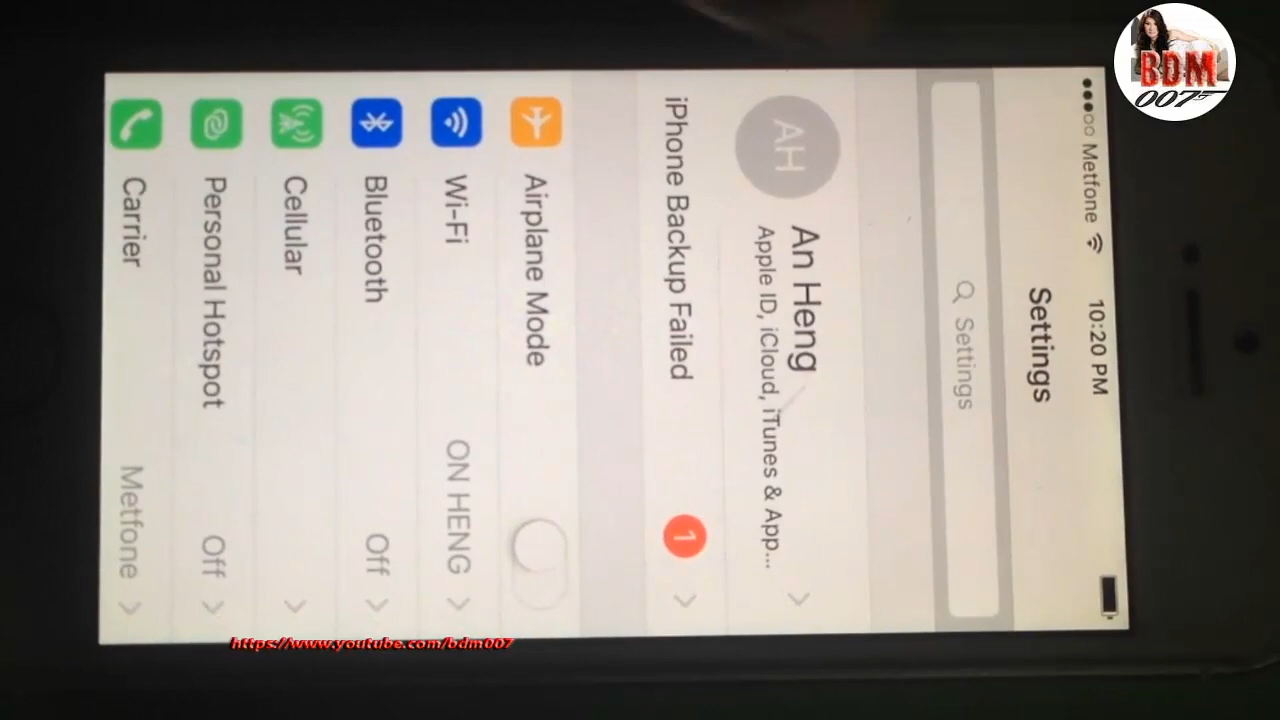 Metfone 10:20 PM
Settings
Settings
AH
An Heng
Apple ID, iCloud, iTunes & App...
iPhone Backup Failed 1
Airplane Mode
Wi-Fi ON HENG
Bluetooth Off
Cellular
Personal Hotspot Off
Carrier Metfone
BDM
007
https://www.youtube.com/bdm007